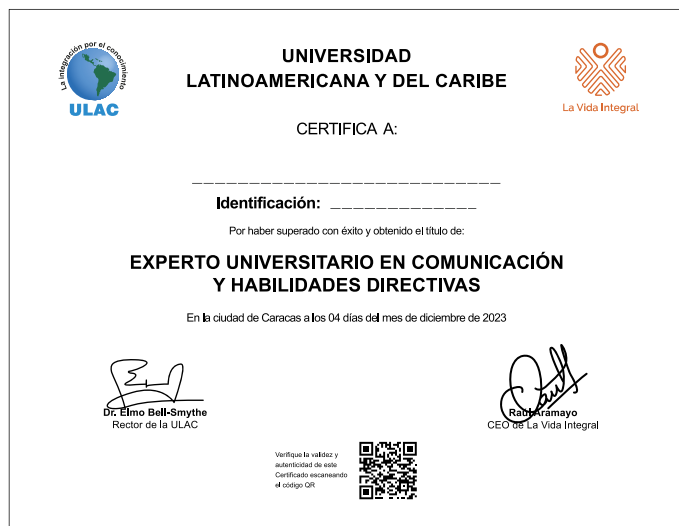 La integración por el conocimiento
ULAC
UNIVERSIDAD
LATINOAMERICANA Y DEL CARIBE
La Vida Integral
CERTIFICA A:
Identificación:
Por haber superado con éxito y obtenido el título de:
EXPERTO UNIVERSITARIO EN COMUNICACIÓN
Y HABILIDADES DIRECTIVAS
En la ciudad de Caracas a los 04 días del mes de diciembre de 2023
Dr. Elmo Bell-Smythe
Rector de la ULAC
Raúl Aramayo
CEO de La Vida Integral
Verifique la validez y
autenticidad de este
Certificado escaneando
el código QR